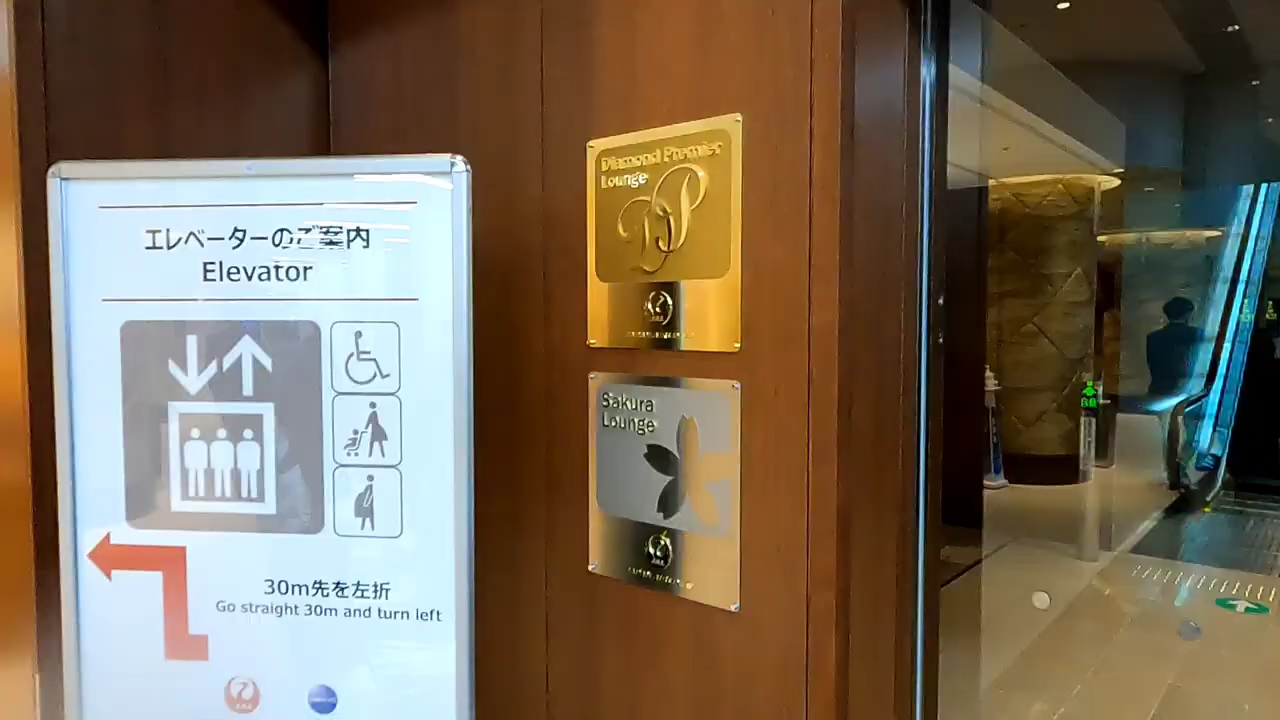 エレベーターのご案内
Elevator
30m先を左折
Go straight 30m and turn left
Diamond Premier
Lounge
DP
Sakura
Lounge